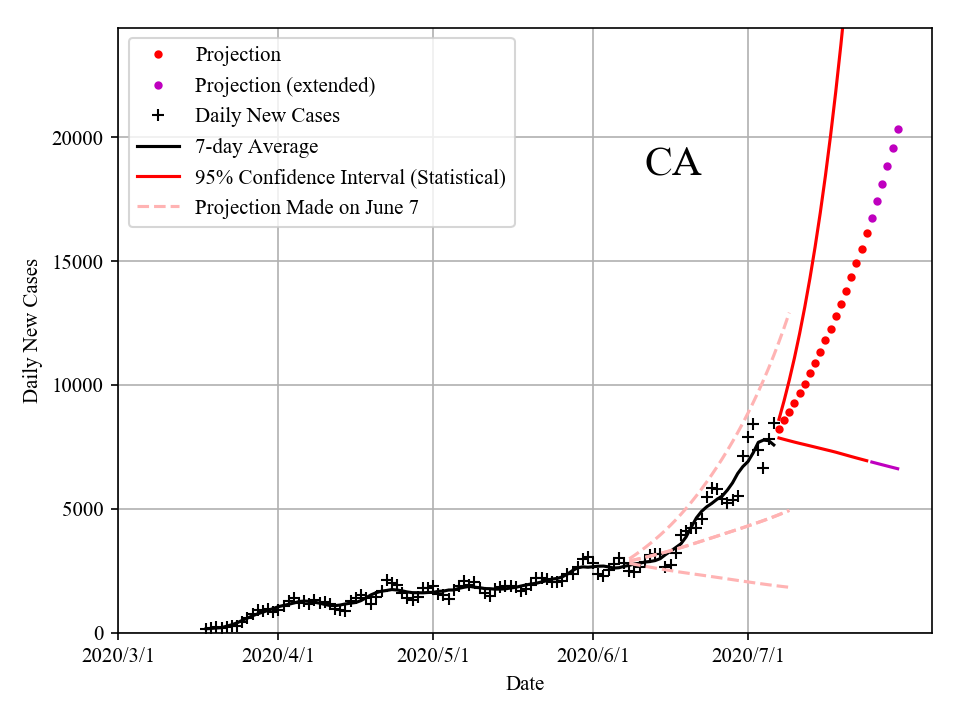 Projection
Projection (extended)
Daily New Cases
7-day Average
95% Confidence Interval (Statistical)
Projection Made on June 7
CA
20000
15000
10000
5000
0
Daily New Cases
2020/3/1 2020/4/1 2020/5/1 2020/6/1 2020/7/1
Date